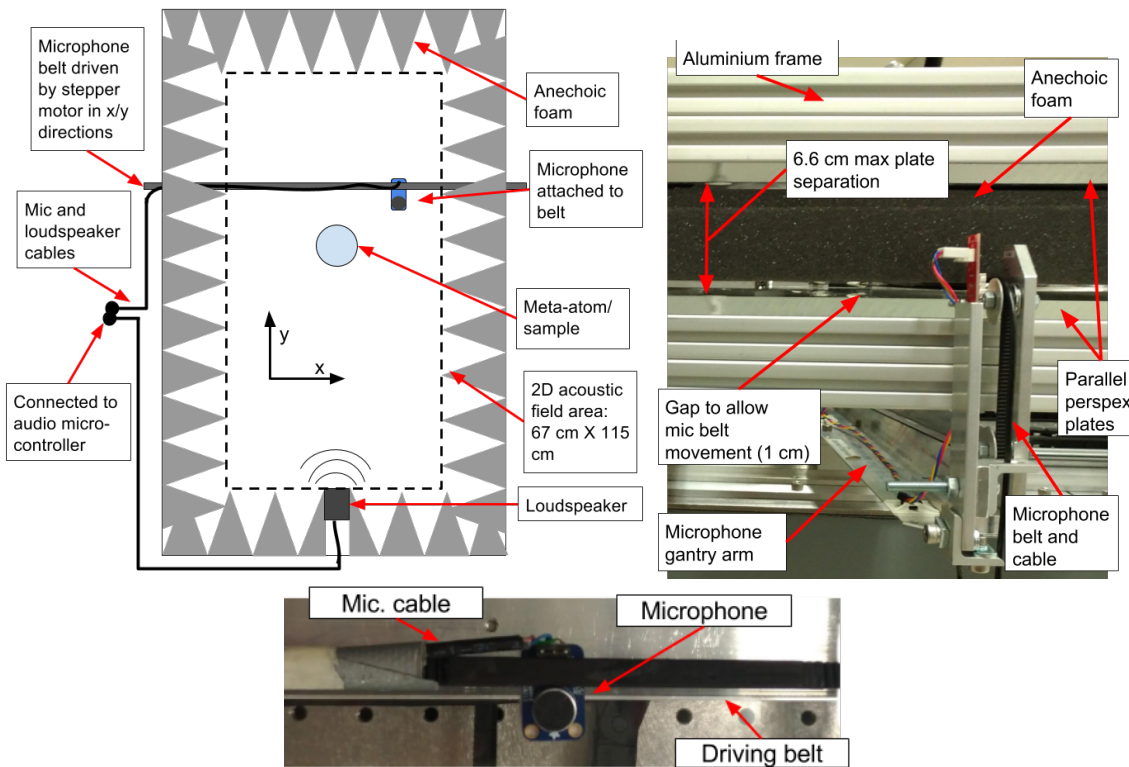 Microphone
belt driven
by stepper
motor in x/y
directions
Mic and
loudspeaker
cables
Connected to
audio micro-
controller
y
x
Anechoic
foam
Microphone
attached to
belt
Meta-atom/
sample
2D acoustic
field area:
67 cm X 115
cm
Loudspeaker
Aluminium frame
Anechoic
foam
6.6 cm max plate
separation
Gap to allow
mic belt
movement (1 cm)
Parallel
perspex
plates
Microphone
gantry arm
Microphone
belt and
cable
Mic. cable
Microphone
Driving belt